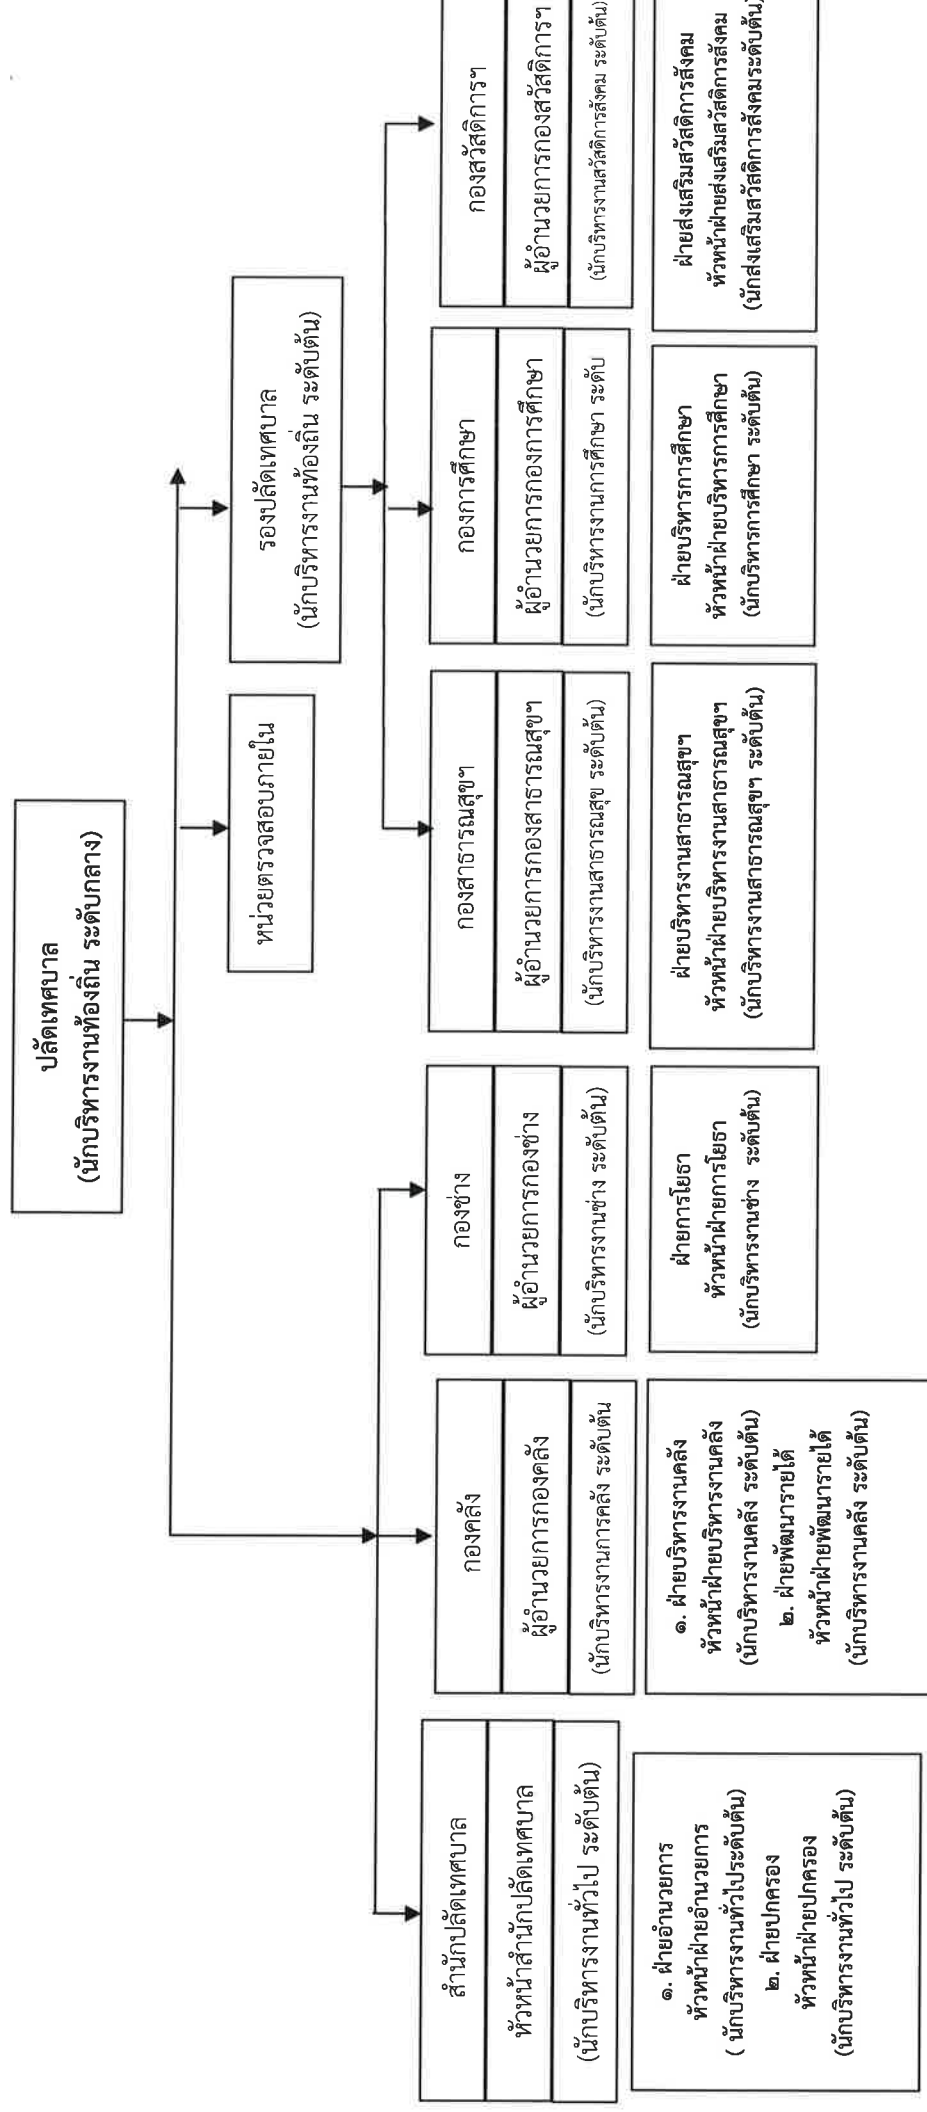 ปลัดเทศบาล
(นักบริหารงานท้องถิ่น ระดับกลาง)
หน่วยตรวจสอบภายใน
รองปลัดเทศบาล
(นักบริหารงานท้องถิ่น ระดับต้น)
สำนักปลัดเทศบาล
หัวหน้าสำนักปลัดเทศบาล
(นักบริหารงานทั่วไป ระดับต้น)
๑. ฝ่ายอำนวยการ
หัวหน้าฝ่ายอำนวยการ
( นักบริหารงานทั่วไประดับต้น)
๒. ฝ่ายปกครอง
หัวหน้าฝ่ายปกครอง
(นักบริหารงานทั่วไป ระดับต้น)
กองคลัง
ผู้อำนวยการกองคลัง
(นักบริหารงานการคลัง ระดับต้น
๑. ฝ่ายบริหารงานคลัง
หัวหน้าฝ่ายบริหารงานคลัง
(นักบริหารงานคลัง ระดับต้น)
๒. ฝ่ายพัฒนารายได้
หัวหน้าฝ่ายพัฒนารายได้
(นักบริหารงานคลัง ระดับต้น)
กองช่าง
ผู้อำนวยการกองช่าง
(นักบริหารงานช่าง ระดับต้น)
ฝ่ายการโยธา
หัวหน้าฝ่ายการโยธา
(นักบริหารงานช่าง ระดับต้น)
กองสาธารณสุขฯ
ผู้อำนวยการกองสาธารณสุขฯ
(นักบริหารงานสาธารณสุข ระดับต้น)
ฝ่ายบริหารงานสาธารณสุขฯ
หัวหน้าฝ่ายบริหารงานสาธารณสุขฯ
(นักบริหารงานสาธารณสุขฯ ระดับต้น)
กองการศึกษา
ผู้อำนวยการกองการศึกษา
(นักบริหารงานการศึกษา ระดับ
ฝ่ายบริหารการศึกษา
หัวหน้าฝ่ายบริหารการศึกษา
(นักบริหารการศึกษา ระดับต้น)
กองสวัสดิการฯ
ผู้อำนวยการกองสวัสดิการฯ
(นักบริหารงานสวัสดิการสังคม ระดับต้น)
ฝ่ายส่งเสริมสวัสดิการสังคม
หัวหน้าฝ่ายส่งเสริมสวัสดิการสังคม
(นักส่งเสริมสวัสดิการสังคมระดับต้น)